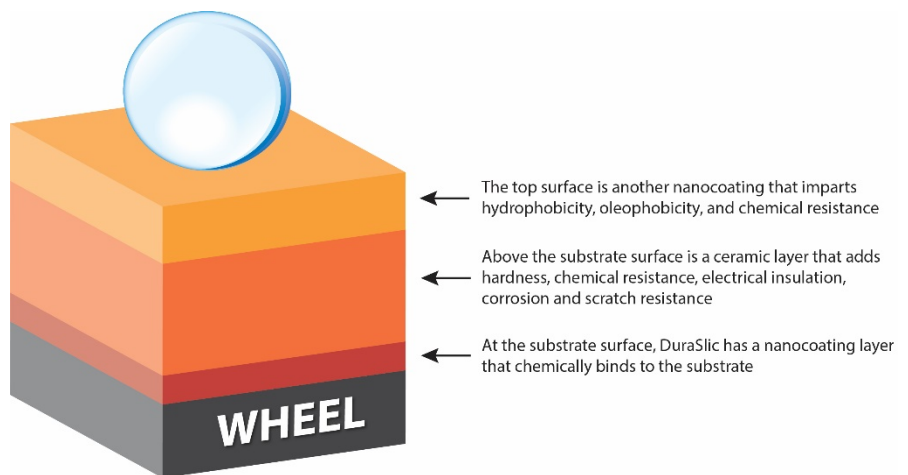 The top surface is another nanocoating that imparts
hydrophobicity, oleophobicity, and chemical resistance
Above the substrate surface is a ceramic layer that adds
hardness, chemical resistance, electrical insulation,
corrosion and scratch resistance
At the substrate surface, DuraSlic has a nanocoating layer
that chemically binds to the substrate
WHEEL